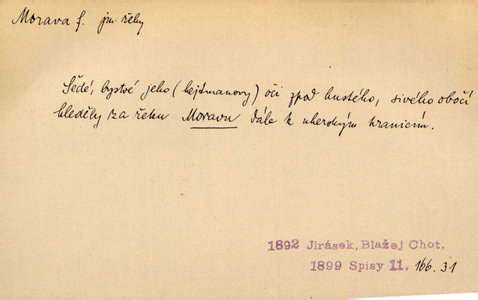 Morava f. jm. řeky
Šedé, bystré jeho (hejtmanovy) oči zpod hustého, sivého obočí
hleděly za řeku Moravu dále k uherským hranicím.
1892 Jirásek, Blažej Chot.
1899 Spisy 11. 166. 31